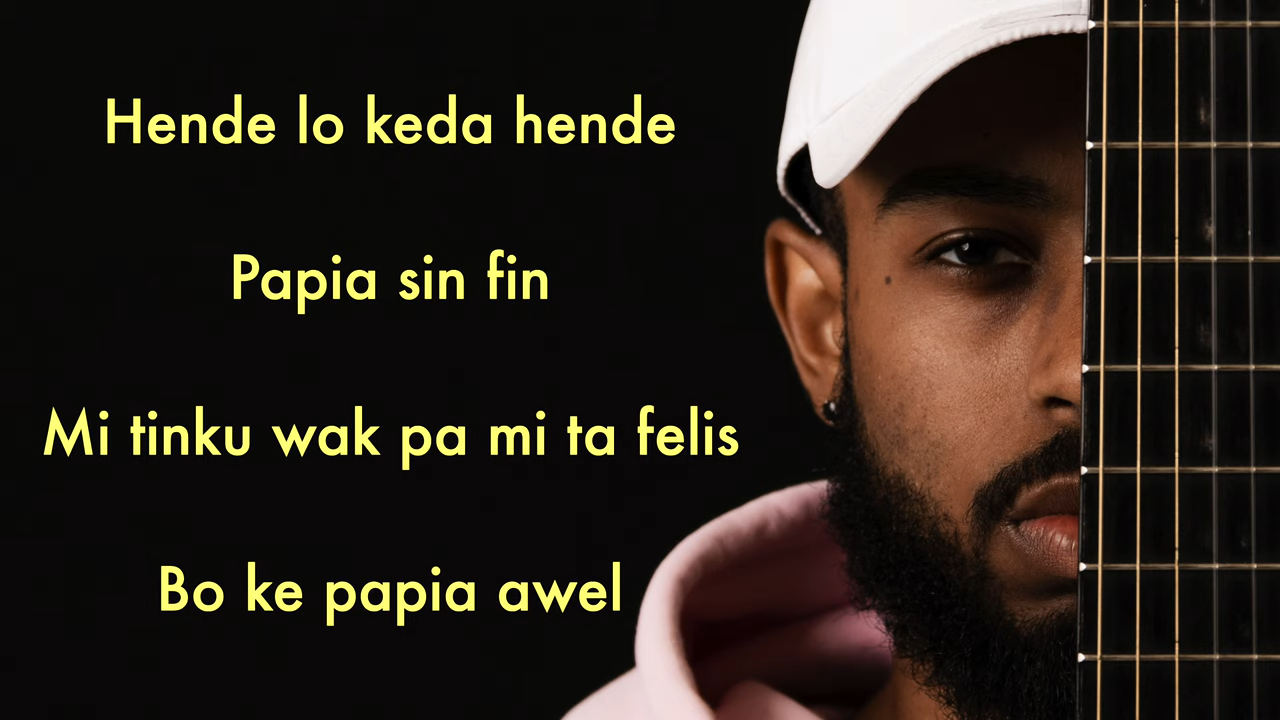 Hende lo keda hende
Papia sin fin
Mi tinku wak pa mi ta felis
Bo ke papia awel